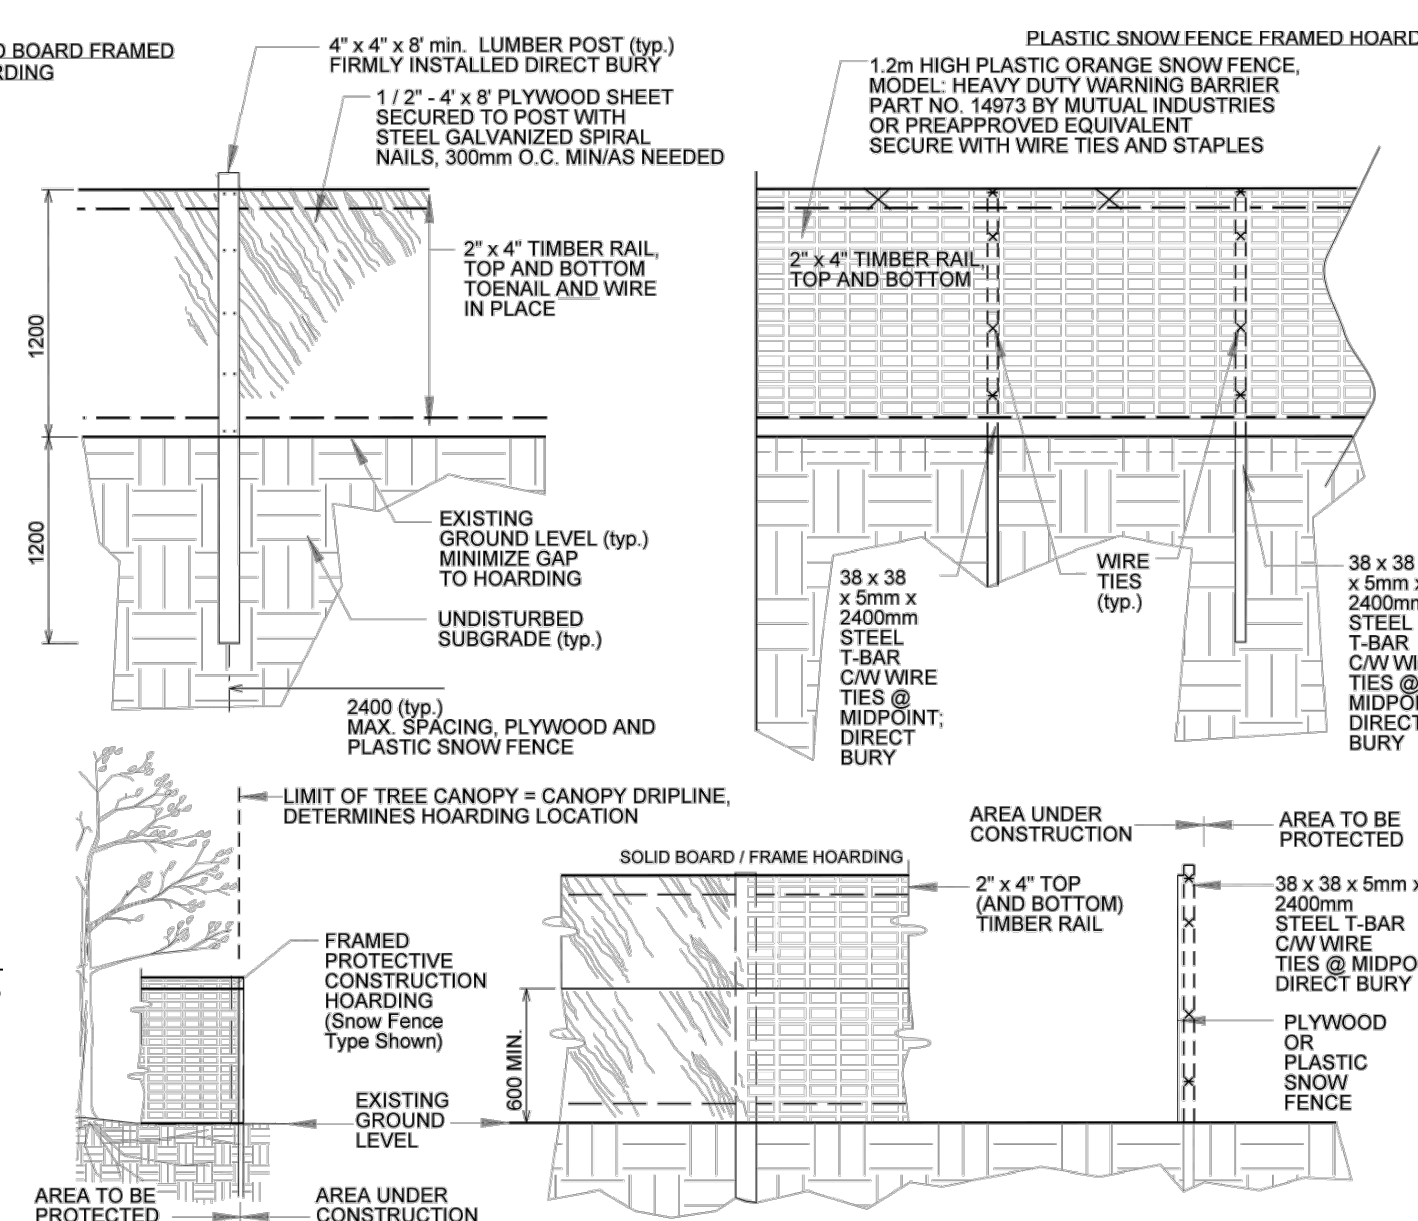 D BOARD FRAMED
RDING
4" x 4" x 8' min. LUMBER POST (typ.)
FIRMLY INSTALLED DIRECT BURY
1 / 2" - 4' x 8' PLYWOOD SHEET
SECURED TO POST WITH
STEEL GALVANIZED SPIRAL
NAILS, 300mm O.C. MIN/AS NEEDED
2" x 4" TIMBER RAIL,
TOP AND BOTTOM
TOENAIL AND WIRE
IN PLACE
1200
1200
EXISTING
GROUND LEVEL (typ.)
MINIMIZE GAP
TO HOARDING
UNDISTURBED
SUBGRADE (typ.)
2400 (typ.)
MAX. SPACING, PLYWOOD AND
PLASTIC SNOW FENCE
PLASTIC SNOW FENCE FRAMED HOARD
1.2m HIGH PLASTIC ORANGE SNOW FENCE,
MODEL: HEAVY DUTY WARNING BARRIER
PART NO. 14973 BY MUTUAL INDUSTRIES
OR PREAPPROVED EQUIVALENT
SECURE WITH WIRE TIES AND STAPLES
2" x 4" TIMBER RAIL,
TOP AND BOTTOM
38 x 38
x 5mm x
2400mm
STEEL
T-BAR
C/W WIRE
TIES @
MIDPOINT;
DIRECT
BURY
WIRE
TIES
(typ.)
38 x 38
x 5mm x
2400mm
STEEL
T-BAR
C/W WI
TIES @
MIDPOI
DIRECT
BURY
LIMIT OF TREE CANOPY = CANOPY DRIPLINE,
DETERMINES HOARDING LOCATION
FRAMED
PROTECTIVE
CONSTRUCTION
HOARDING
(Snow Fence
Type Shown)
EXISTING
GROUND
LEVEL
AREA TO BE
PROTECTED
AREA UNDER
CONSTRUCTION
SOLID BOARD / FRAME HOARDING
600 MIN.
2" x 4" TOP
(AND BOTTOM)
TIMBER RAIL
AREA UNDER
CONSTRUCTION
AREA TO BE
PROTECTED
38 x 38 x 5mm x
2400mm
STEEL T-BAR
C/W WIRE
TIES @ MIDPO
DIRECT BURY
PLYWOOD
OR
PLASTIC
SNOW
FENCE